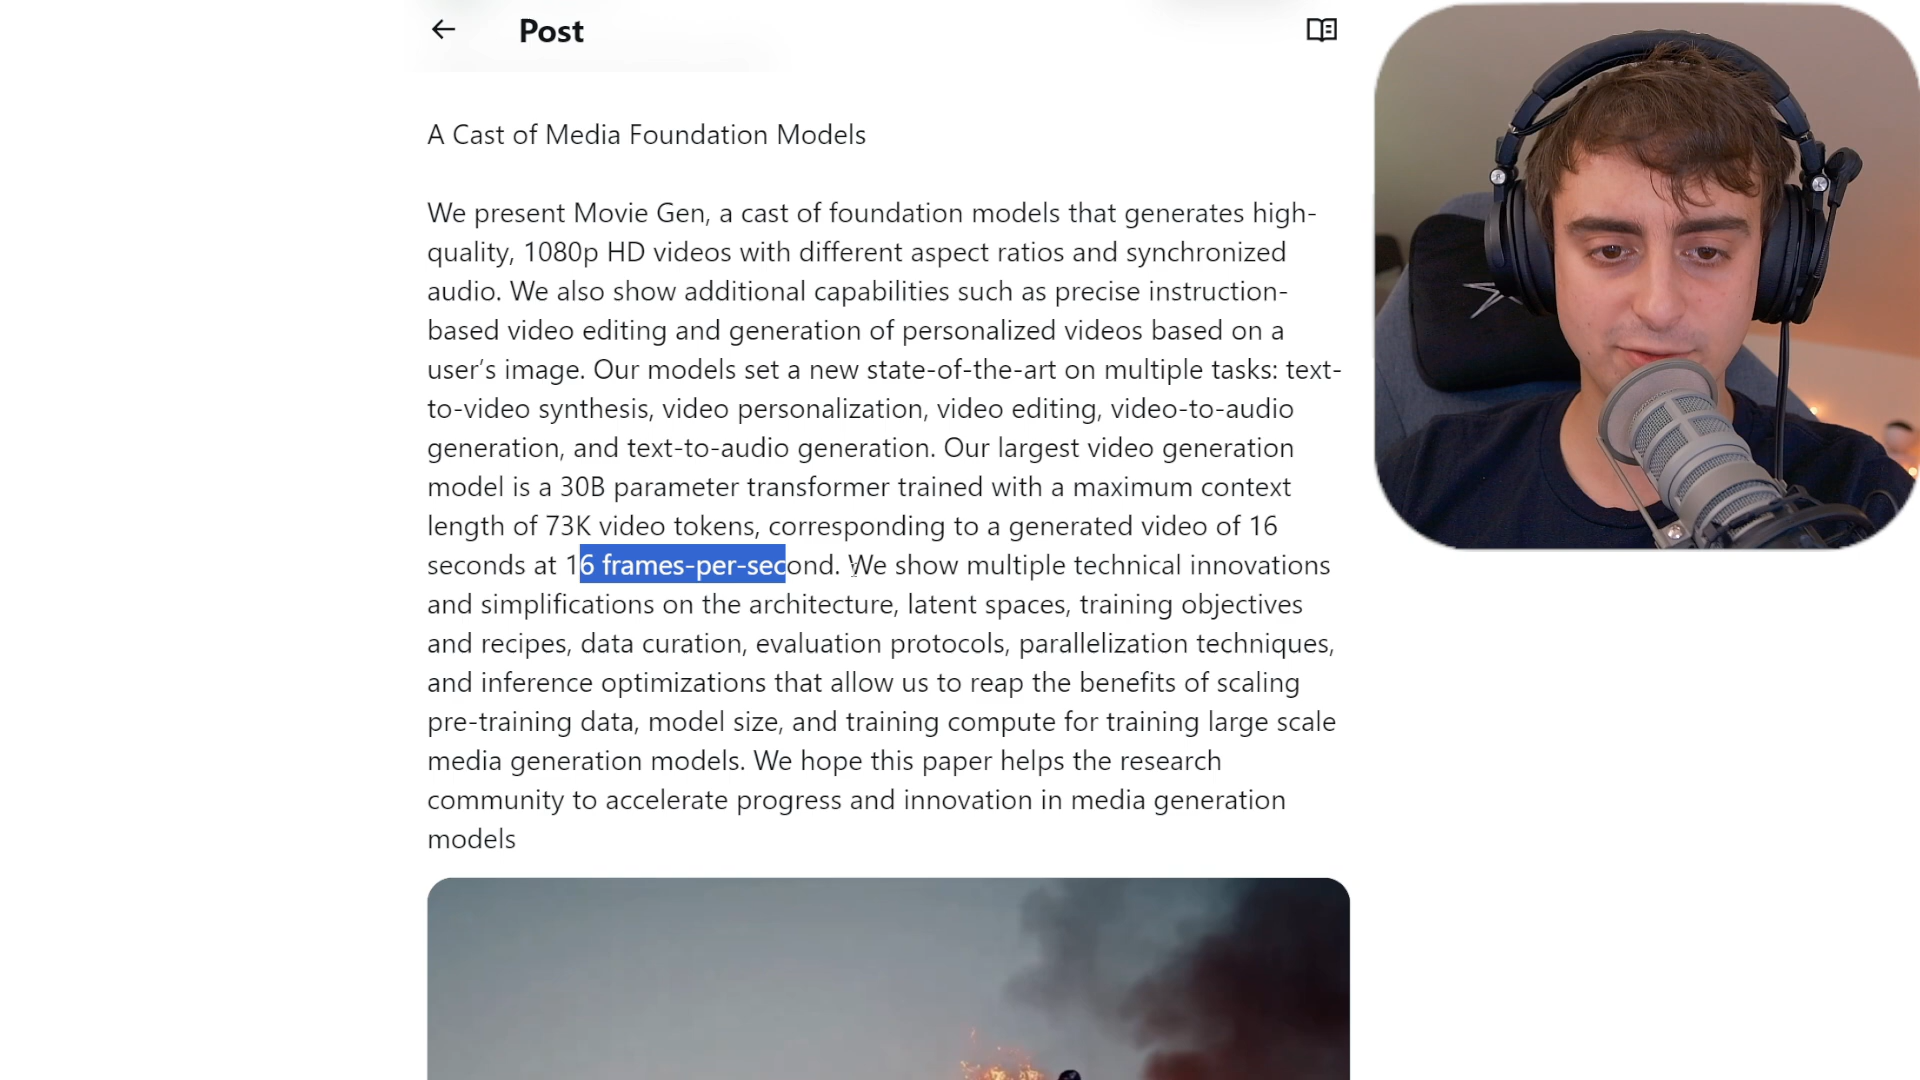 Post
A Cast of Media Foundation Models
We present Movie Gen, a cast of foundation models that generates high-
quality, 1080p HD videos with different aspect ratios and synchronized
audio. We also show additional capabilities such as precise instruction-
based video editing and generation of personalized videos based on a
user’s image. Our models set a new state-of-the-art on multiple tasks: text-
to-video synthesis, video personalization, video editing, video-to-audio
generation, and text-to-audio generation. Our largest video generation
model is a 30B parameter transformer trained with a maximum context
length of 73K video tokens, corresponding to a generated video of 16
seconds at 16 frames-per-second. We show multiple technical innovations
and simplifications on the architecture, latent spaces, training objectives
and recipes, data curation, evaluation protocols, parallelization techniques,
and inference optimizations that allow us to reap the benefits of scaling
pre-training data, model size, and training compute for training large scale
media generation models. We hope this paper helps the research
community to accelerate progress and innovation in media generation
models